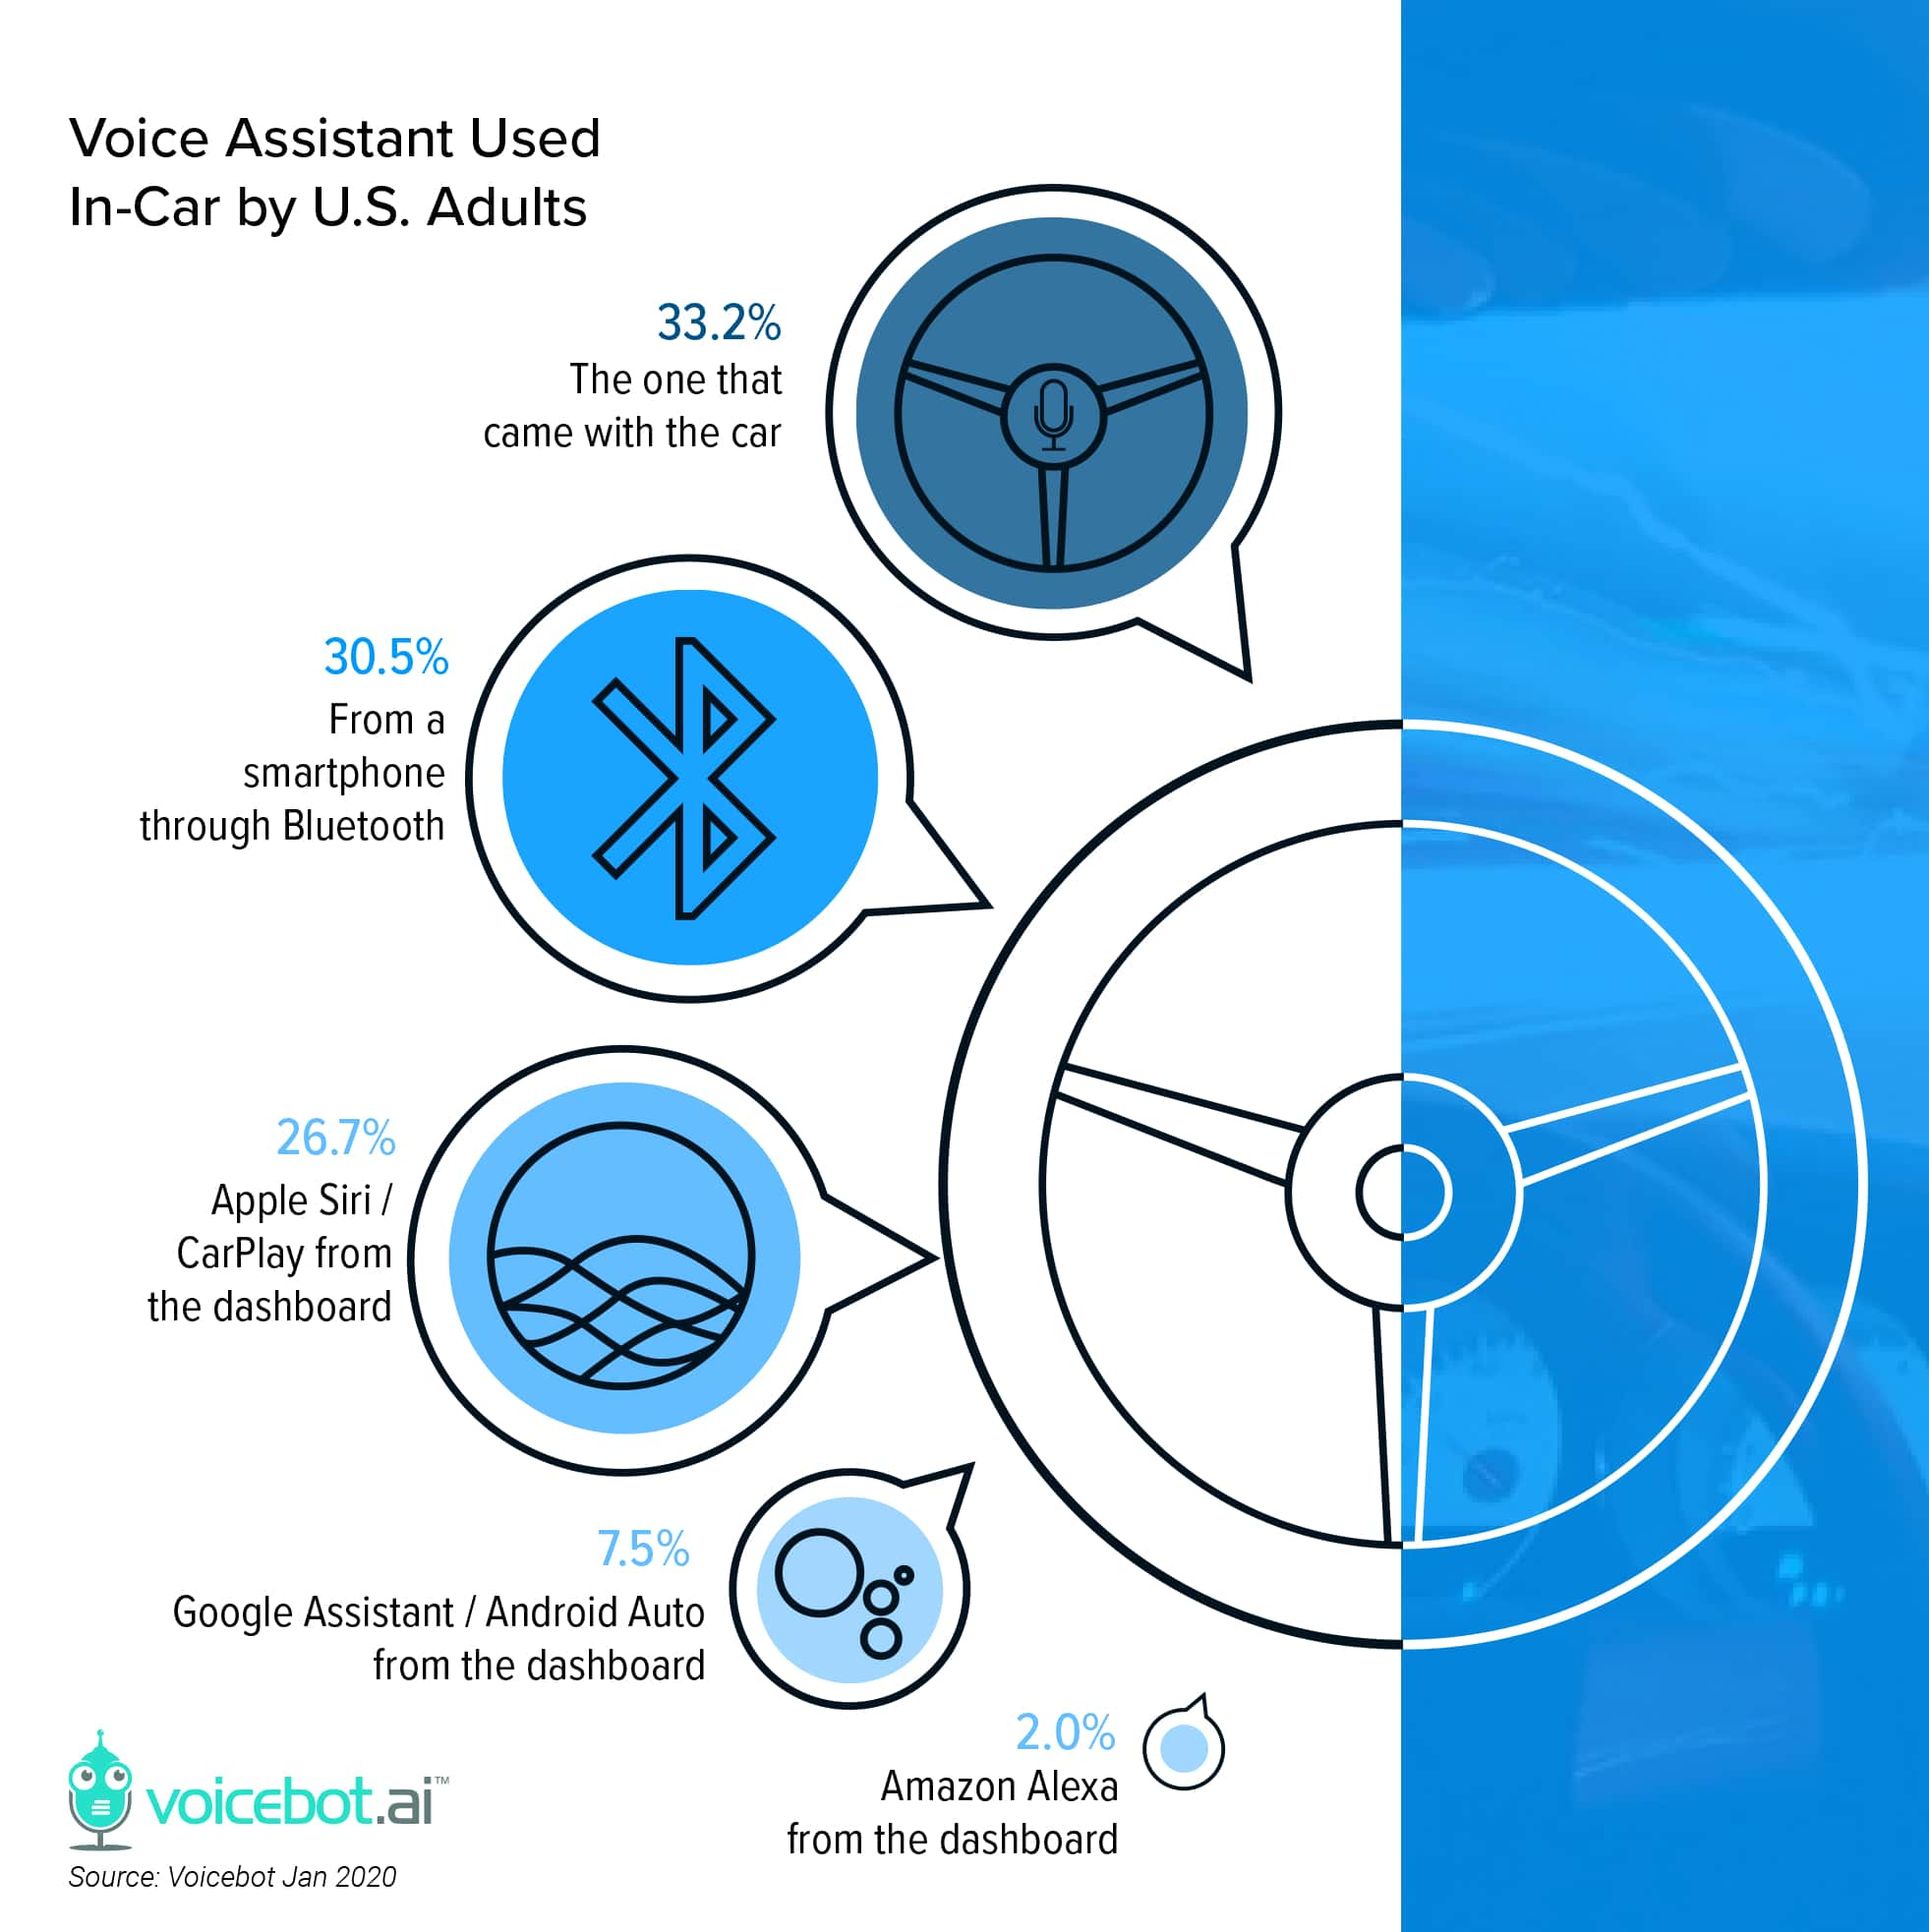 Voice Assistant Used
In-Car by U.S. Adults
33.2%
The one that
came with the car
30.5%
From a
smartphone
through Bluetooth
26.7%
Apple Siri /
CarPlay from
the dashboard
7.5%
Google Assistant / Android Auto
from the dashboard
2.0%
Amazon Alexa
from the dashboard
voicebot.ai™
Source: Voicebot Jan 2020